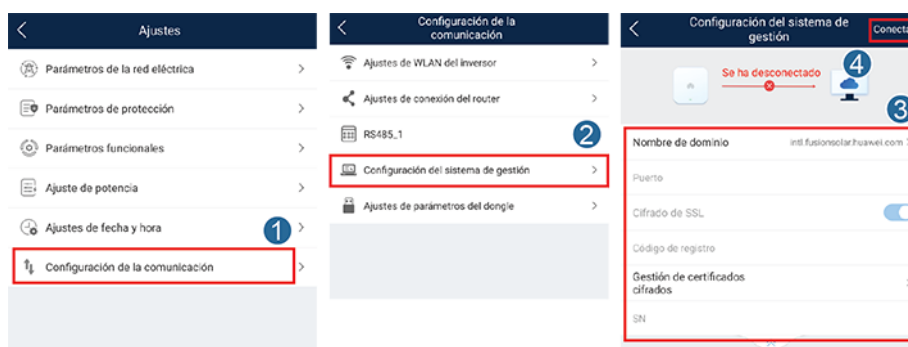 Ajustes
Parámetros de la red eléctrica
Parámetros de protección
Parámetros funcionales
Ajuste de potencia
Ajustes de fecha y hora
1
Configuración de la comunicación
Configuración de la
comunicación
Ajustes de WLAN del inversor
Ajustes de conexión del router
RS485_1
2
Configuración del sistema de gestión
Ajustes de parámetros del dongle
Configuración del sistema de
gestión
Conecta
Se ha desconectado
4
3
Nombre de dominio intl.fusionsolar.huawei.com
Puerto
Cifrado de SSL
Código de registro
Gestión de certificados
cifrados
SN